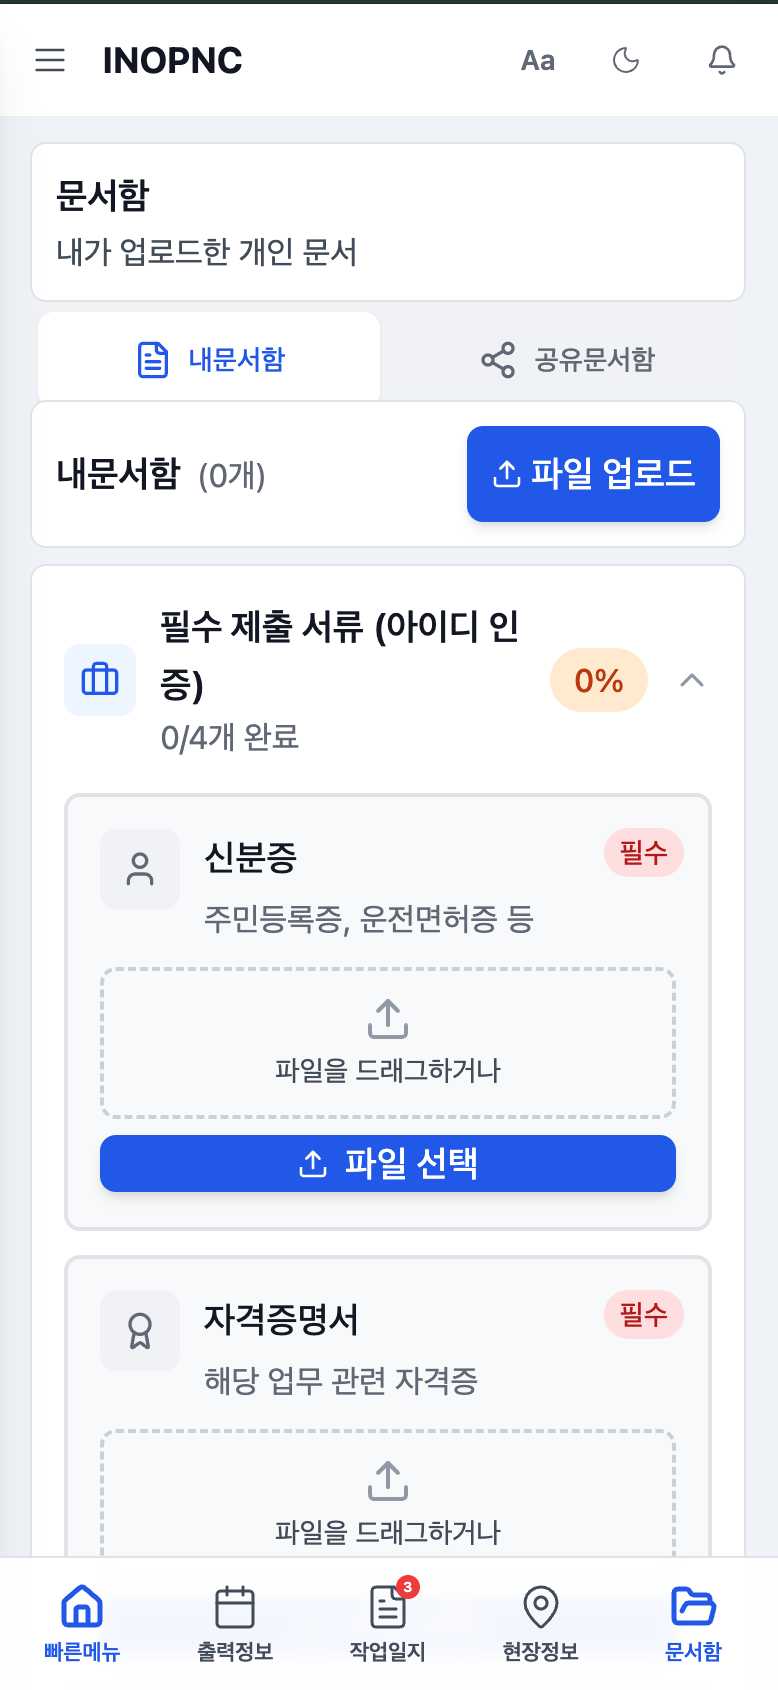 INOPNC
Aa
문서함
내가 업로드한 개인 문서
내문서함
공유문서함
내문서함 (0개)
파일 업로드
필수 제출 서류 (아이디 인
증)
0/4개 완료
0%
신분증
필수
주민등록증, 운전면허증 등
파일을 드래그하거나
파일 선택
자격증명서
필수
해당 업무 관련 자격증
파일을 드래그하거나
3
빠른메뉴
출력정보
작업일지
현장정보
문서함